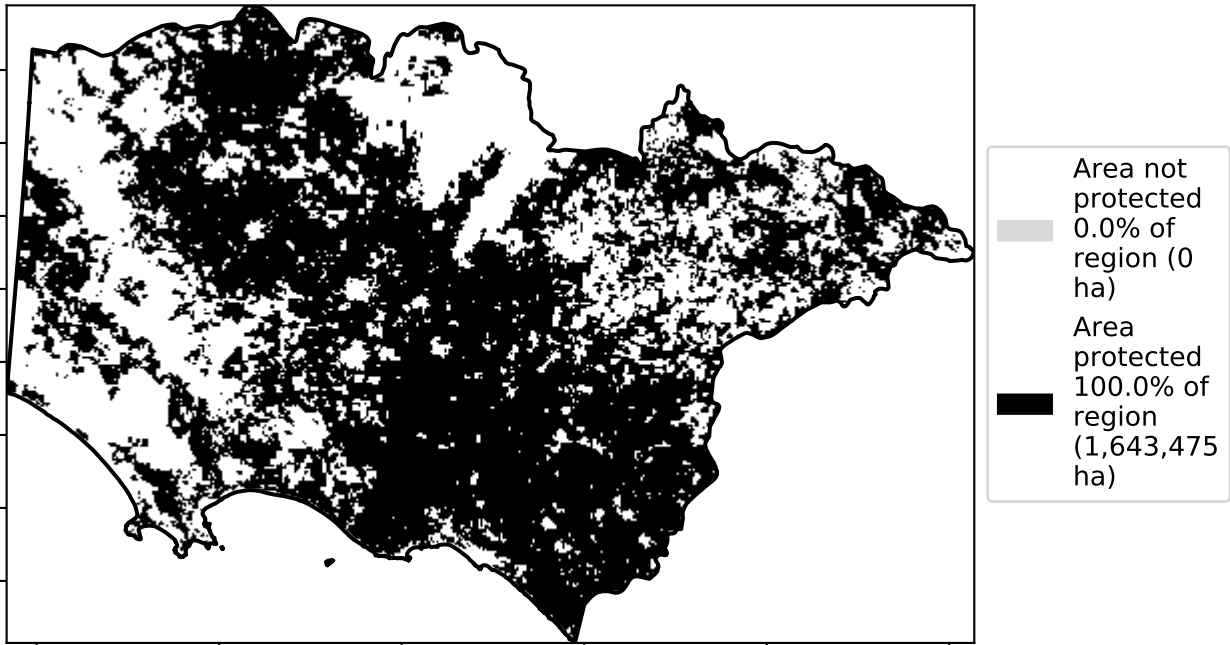 Area not
protected
0.0% of
region (0
ha)
Area
protected
100.0% of
region
(1,643,475
ha)